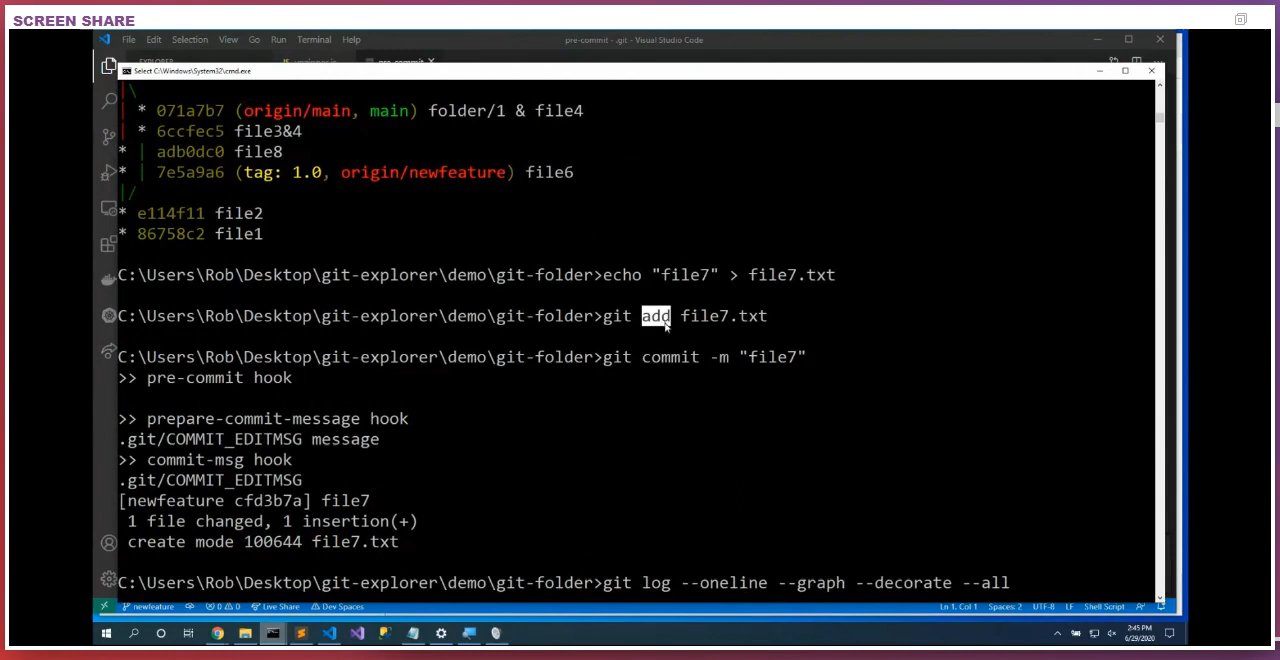 SCREEN SHARE
File Edit Selection View Go Run Terminal Help
pre-commit - .git - Visual Studio Code
Select C:\Windows\System32\cmd.exe
|\
| * 071a7b7 (origin/main, main) folder/1 & file4
| * 6ccfec5 file3&4
* | adb0dc0 file8
* | 7e5a9a6 (tag: 1.0, origin/newfeature) file6
|/
* e114f11 file2
* 86758c2 file1
C:\Users\Rob\Desktop\git-explorer\demo\git-folder>echo "file7" > file7.txt
C:\Users\Rob\Desktop\git-explorer\demo\git-folder>git add file7.txt
C:\Users\Rob\Desktop\git-explorer\demo\git-folder>git commit -m "file7"
>> pre-commit hook
>> prepare-commit-message hook
.git/COMMIT_EDITMSG message
>> commit-msg hook
.git/COMMIT_EDITMSG
[newfeature cfd3b7a] file7
1 file changed, 1 insertion(+)
create mode 100644 file7.txt
C:\Users\Rob\Desktop\git-explorer\demo\git-folder>git log --oneline --graph --decorate --all
newfeature 0 0 Live Share Dev Spaces
Ln 1, Col 1 Spaces: 2 UTF-8 LF Shell Script
2:45 PM
6/29/2020